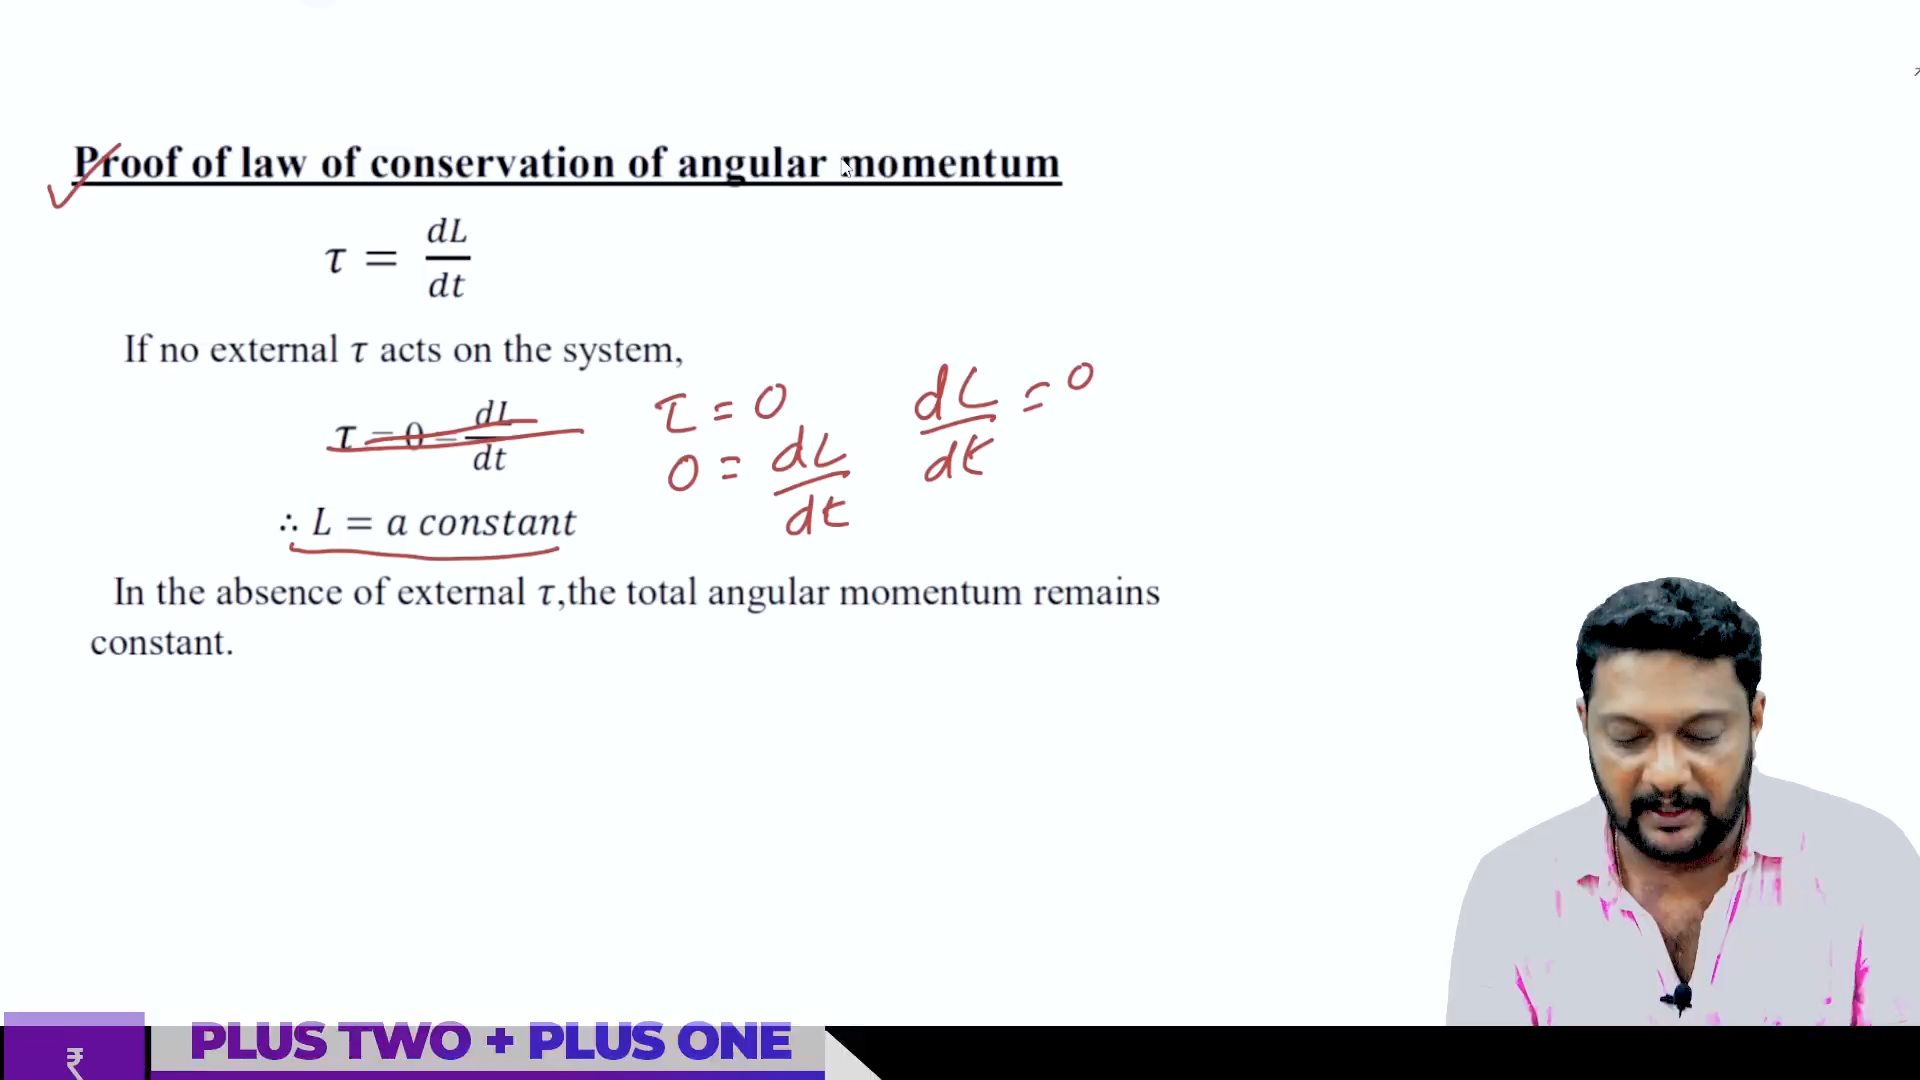 Proof of law of conservation of angular momentum
τ = dL/dt
If no external τ acts on the system,
τ = 0 = dL/dt
τ = 0
0 = dL/dt
dL/dt = 0
∴ L = a constant
In the absence of external τ,the total angular momentum remains
constant.
₹
PLUS TWO + PLUS ONE